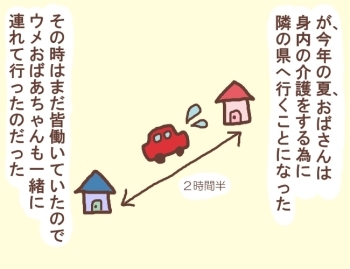 が、今年の夏、おばさんは
身内の介護をする為に
隣の県へ行くことになった
2時間半
その時はまだ皆働いていたので
ウメおばあちゃんも一緒に
連れて行ったのだった